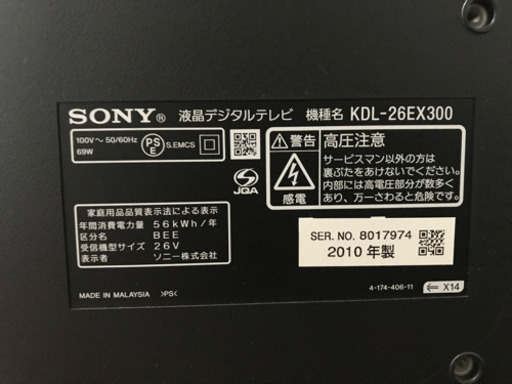 SONY® 液晶デジタルテレビ 機種名 KDL-26EX300
100V~ 50/60Hz
69W
PS
E
S.EMCS
JQA
警告 高圧注意
サービスマン以外の方は
裏ぶたをあけないでください。
内部には高電圧部分が数多く
あり、万一さわると危険です。
感電
家庭用品品質表示法による表示
年間消費電力量 56kWh/年
区分名 BEE
受信機型サイズ 26V
ソニー株式会社
SER. NO. 8017974
2010 年製
MADE IN MALAYSIA >PS<
4-174-406-11
X14